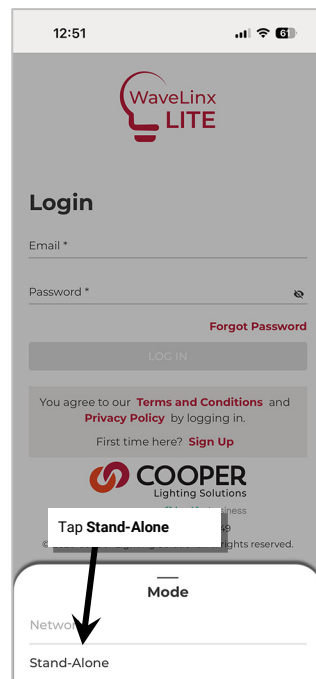 12:51
WaveLinx
LITE
Login
Email *
Password *
Forgot Password
LOG IN
You agree to our Terms and Conditions and
Privacy Policy by logging in.
First time here? Sign Up
COOPER
Lighting Solutions
Tap Stand-Alone
rights reserved.
Mode
Stand-Alone